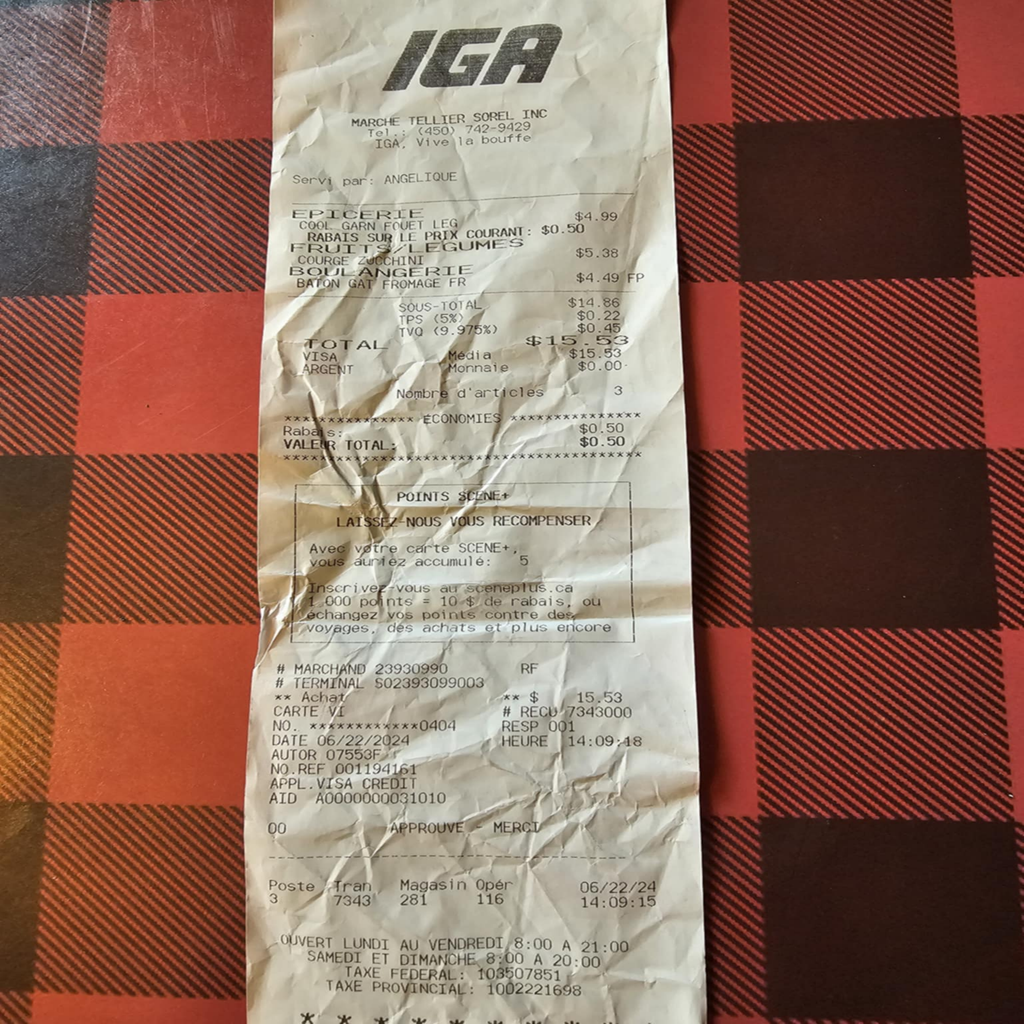 IGA
MARCHE TELLIER SOREL INC
Tel.: (450) 742-9429
IGA, Vive la bouffe
Servi par: ANGELIQUE
EPICERIE
COOL GARN FOUET LEG $4.99
RABAIS SUR LE PRIX COURANT: $0.50
FRUITS/LEGUMES
COURGE ZUCCHINI $5.38
BOULANGERIE
BATON GAT FROMAGE FR $4.49 FP
SOUS-TOTAL $14.86
TPS (5%) $0.22
TVQ (9.975%) $0.45
TOTAL $15.53
VISA Média $15.53
ARGENT Monnaie $0.00
Nombre d'articles 3
*************** ÉCONOMIES ***************
Rabais: $0.50
VALEUR TOTAL: $0.50
******************************************
POINTS SCENE+
LAISSEZ-NOUS VOUS RECOMPENSER
Avec votre carte SCENE+,
vous auriez accumulé: 5
Inscrivez-vous au sceneplus.ca
1 000 points = 10 $ de rabais, ou
échangez vos points contre des
voyages, des achats et plus encore
# MARCHAND 23930990 RF
# TERMINAL S02393099003
** Achat ** $ 15.53
CARTE VI # RECU 7343000
NO. ************0404 RESP 001
DATE 06/22/2024 HEURE 14:09:18
AUTOR 07553F
NO.REF 001194161
APPL.VISA CREDIT
AID A0000000031010
00 APPROUVE - MERCI
Poste Tran Magasin Opér 06/22/24
3 7343 281 116 14:09:15
OUVERT LUNDI AU VENDREDI 8:00 A 21:00
SAMEDI ET DIMANCHE 8:00 A 20:00
TAXE FEDERAL: 103507851
TAXE PROVINCIAL: 1002221698
* * * * * * * * *